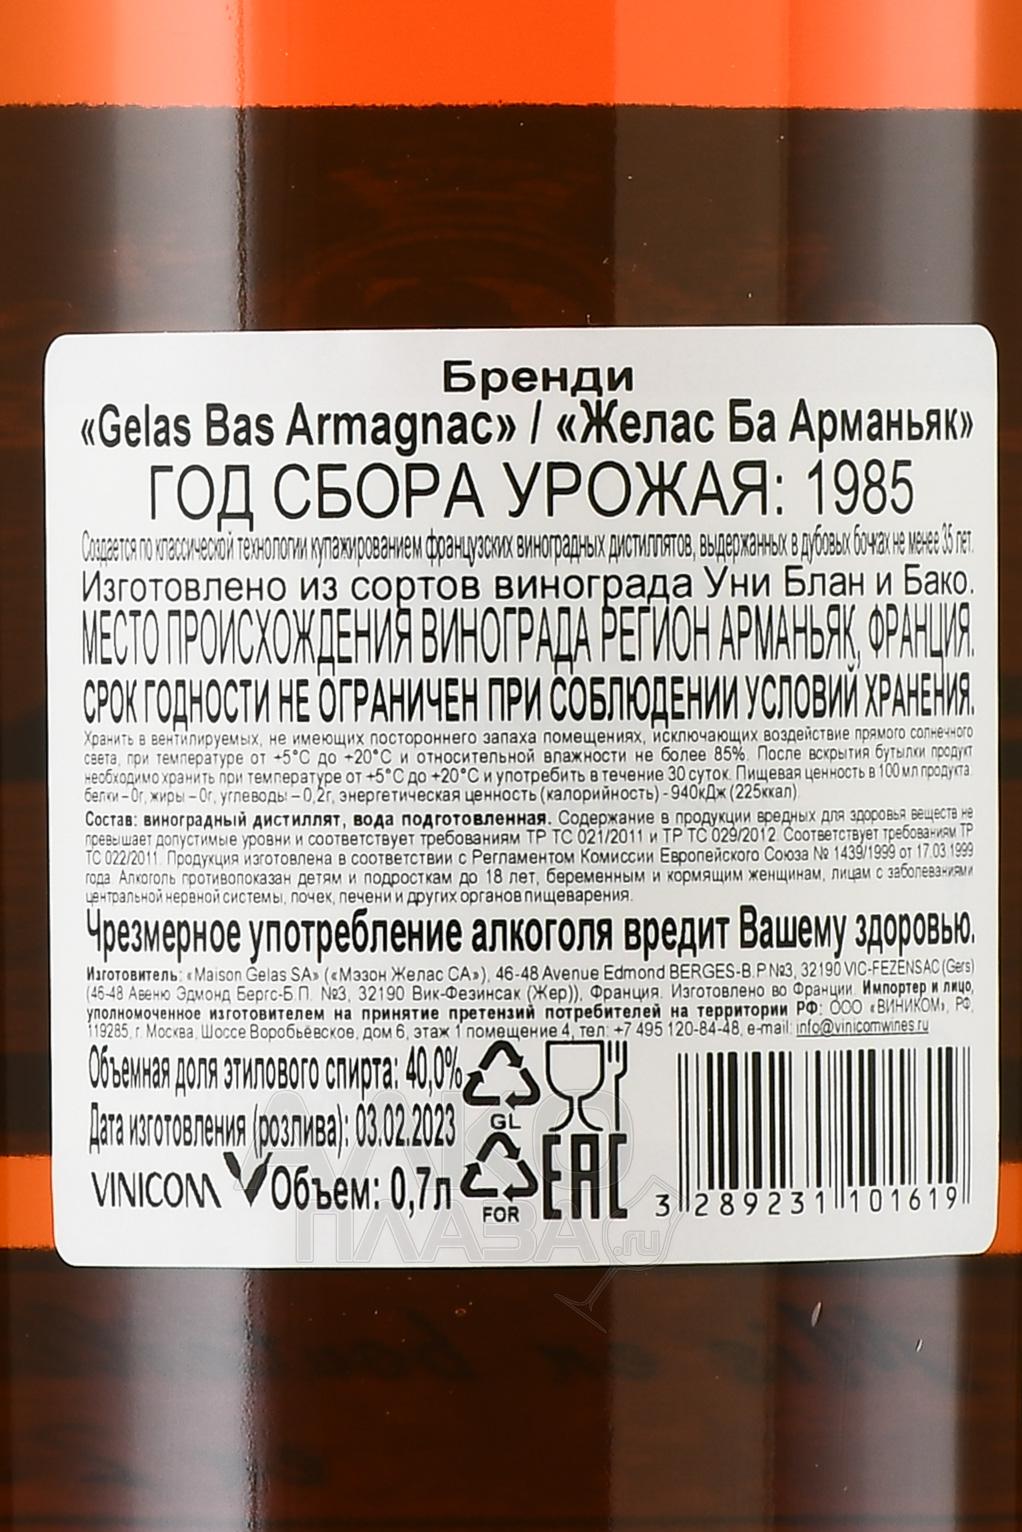 Бренди
«Gelas Bas Armagnac» / «Желас Ба Арманьяк»
ГОД СБОРА УРОЖАЯ: 1985
Создается по классической технологии купажированием французских виноградных дистиллятов, выдержанных в дубовых бочках не менее 35 лет.
Изготовлено из сортов винограда Уни Блан и Бако.
МЕСТО ПРОИСХОЖДЕНИЯ ВИНОГРАДА РЕГИОН АРМАНЬЯК, ФРАНЦИЯ.
СРОК ГОДНОСТИ НЕ ОГРАНИЧЕН ПРИ СОБЛЮДЕНИИ УСЛОВИЙ ХРАНЕНИЯ.
Хранить в вентилируемых, не имеющих постороннего запаха помещениях, исключающих воздействие прямого солнечного
света, при температуре от +5°С до +20°С и относительной влажности не более 85%. После вскрытия бутылки продукт
необходимо хранить при температуре от +5°С до +20°С и употребить в течение 30 суток. Пищевая ценность в 100 мл продукта:
белки – 0г, жиры – 0г, углеводы – 0,2г, энергетическая ценность (калорийность) - 940кДж (225ккал).
Состав: виноградный дистиллят, вода подготовленная. Содержание в продукции вредных для здоровья веществ не
превышает допустимые уровни и соответствует требованиям ТР ТС 021/2011 и ТР ТС 029/2012. Соответствует требованиям ТР
ТС 022/2011. Продукция изготовлена в соответствии с Регламентом Комиссии Европейского Союза № 1439/1999 от 17.03.1999
года. Алкоголь противопоказан детям и подросткам до 18 лет, беременным и кормящим женщинам, лицам с заболеваниями
центральной нервной системы, почек, печени и других органов пищеварения.
Чрезмерное употребление алкоголя вредит Вашему здоровью.
Изготовитель: «Maison Gelas SA» («Мэзон Желас СА»), 46-48 Avenue Edmond BERGES-B.P.№3, 32190 VIC-FEZENSAC (Gers)
(46-48 Авеню Эдмонд Бергс-Б.П. №3, 32190 Вик-Фезинсак (Жер)), Франция. Изготовлено во Франции. Импортер и лицо,
уполномоченное изготовителем на принятие претензий потребителей на территории РФ: ООО «ВИНИКОМ», РФ,
119285, г. Москва, Шоссе Воробьёвское, дом 6, этаж 1 помещение 4, тел: +7 495 120-84-48, e-mail: info@vinicomwines.ru
Объемная доля этилового спирта: 40,0%
Дата изготовления (розлива): 03.02.2023
VINICOM Объем: 0,7л
GL
FOR
EAC
3 289231 101619
АЛКО
ПЛАЗА.ru